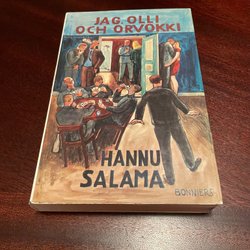 JAG, OLLI
OCH ORVOKKI
HANNU
SALAMA
BONNIERS